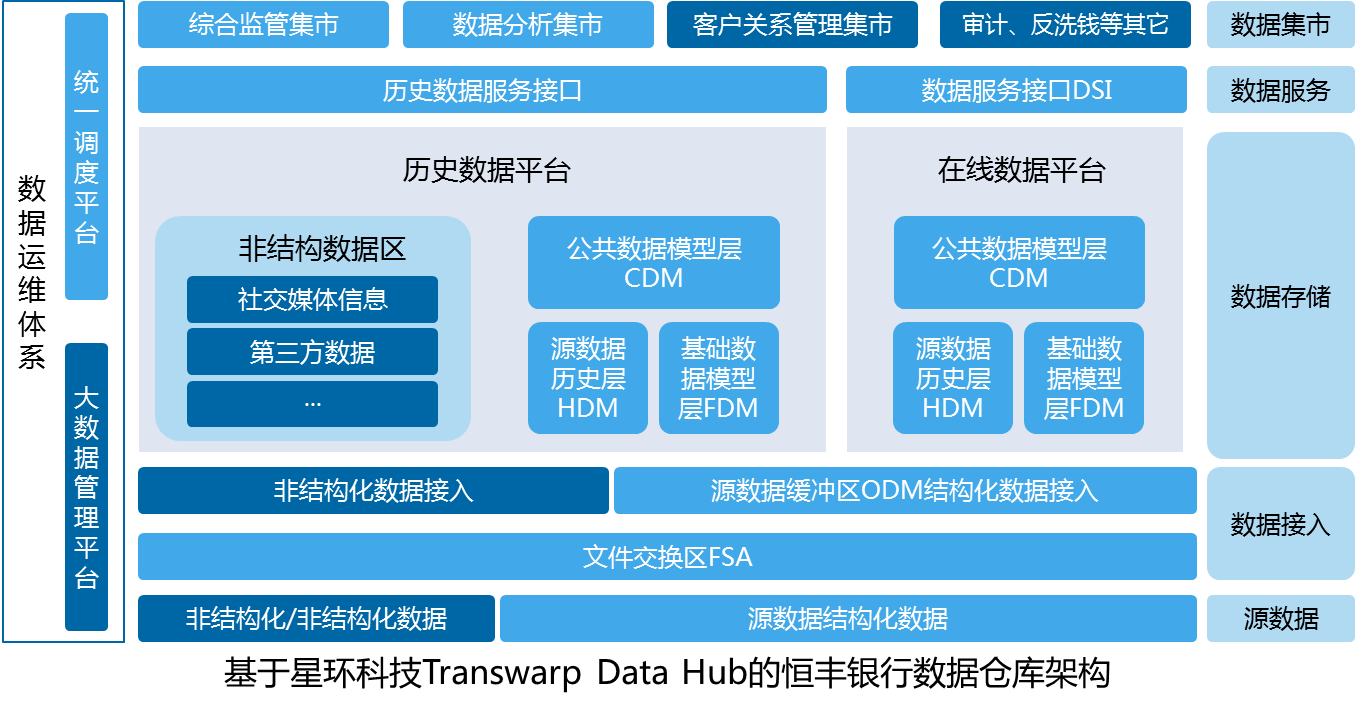 综合监管集市
数据分析集市
客户关系管理集市
审计、反洗钱等其它
数据集市
历史数据服务接口
数据服务接口DSI
数据服务
数据运维体系
统一调度平台
大数据管理平台
历史数据平台
非结构数据区
社交媒体信息
第三方数据
...
公共数据模型层
CDM
源数据
历史层
HDM
基础数
据模型
层FDM
在线数据平台
公共数据模型层
CDM
源数据
历史层
HDM
基础数
据模型
层FDM
数据存储
非结构化数据接入
源数据缓冲区ODM结构化数据接入
文件交换区FSA
数据接入
非结构化/非结构化数据
源数据结构化数据
源数据
基于星环科技Transwarp Data Hub的恒丰银行数据仓库架构